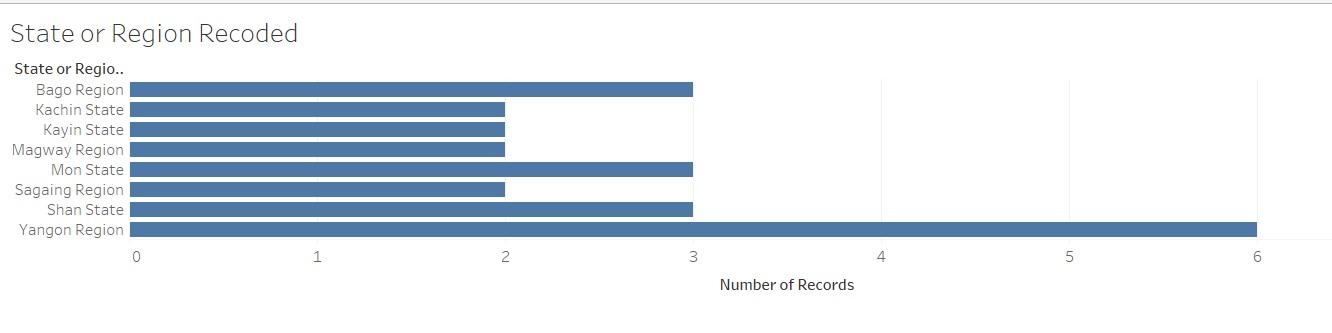 State or Region Recoded
State or Regio..
Bago Region
Kachin State
Kayin State
Magway Region
Mon State
Sagaing Region
Shan State
Yangon Region
0 1 2 3 4 5 6
Number of Records